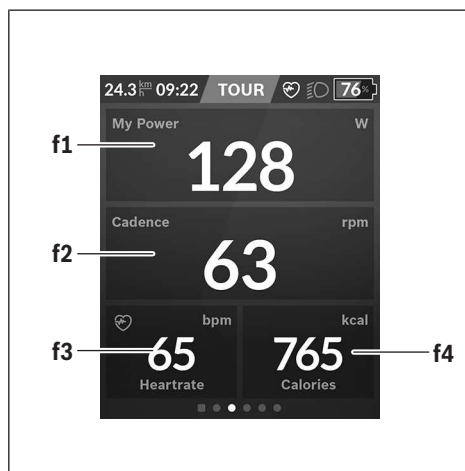 24.3 km/h 09:22 TOUR 76%
My Power W
f1
128
Cadence rpm
f2
63
bpm kcal
f3 65 765 f4
Heartrate Calories